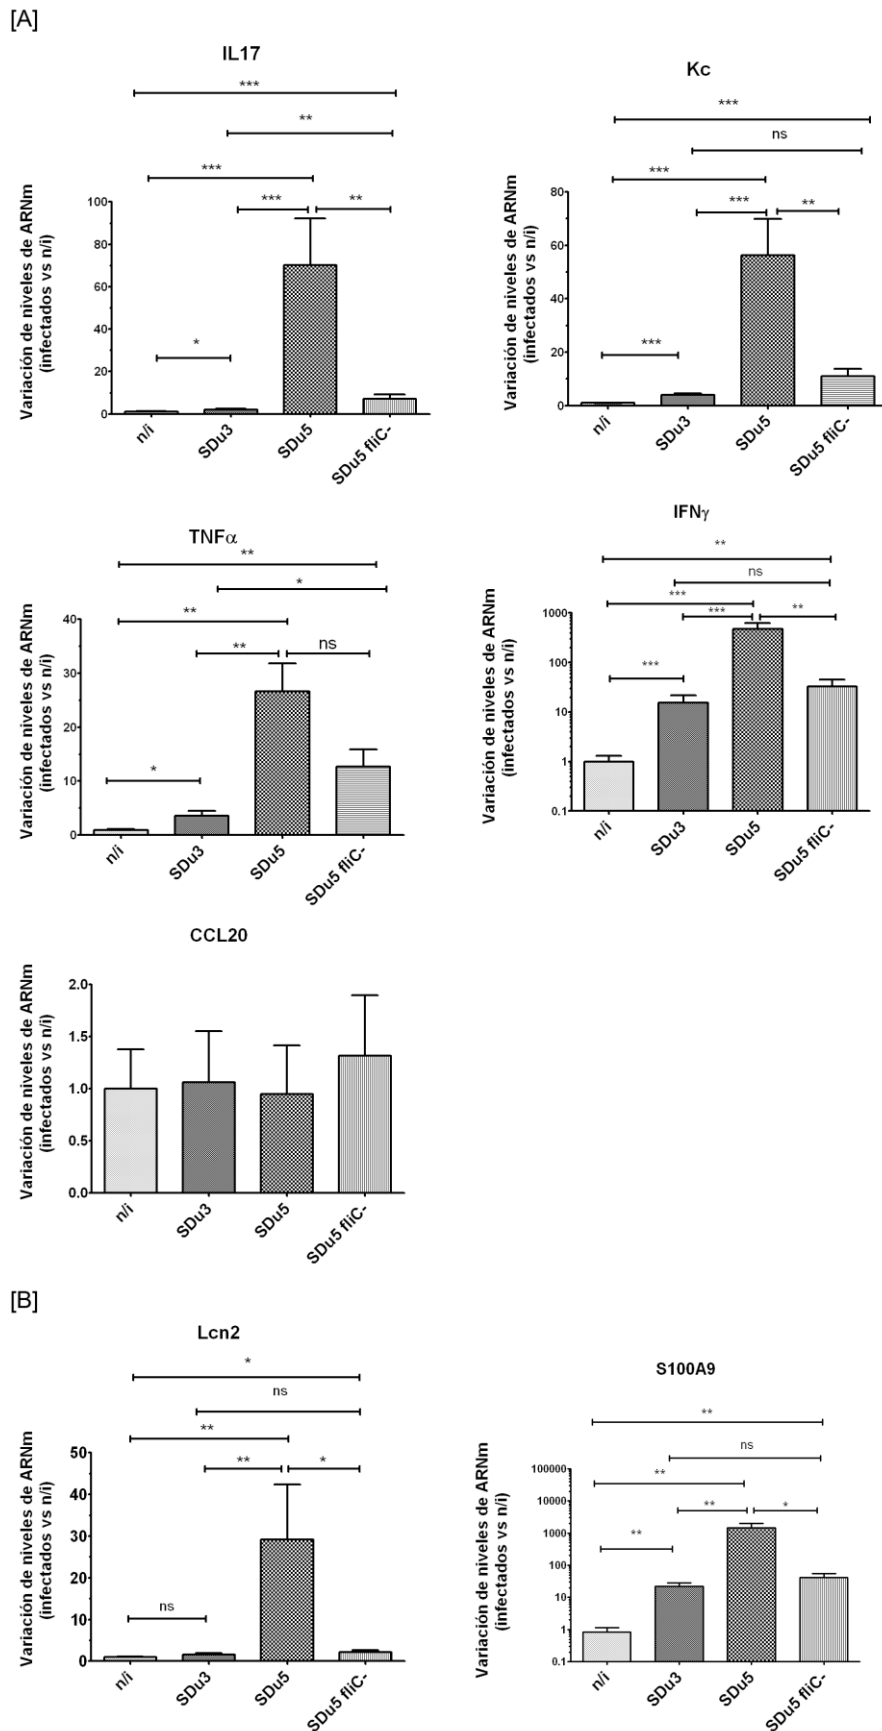 [A]
IL17
***
**
***
***
**
*
Variación de niveles de ARNm
(infectados vs n/i)
100
80
60
40
20
0
n/i
SDu3
SDu5
SDu5 fliC-
Kc
***
ns
***
***
**
***
Variación de niveles de ARNm
(infectados vs n/i)
80
60
40
20
0
n/i
SDu3
SDu5
SDu5 fliC-
TNFα
**
*
**
**
ns
*
Variación de niveles de ARNm
(infectados vs n/i)
40
30
20
10
0
n/i
SDu3
SDu5
SDu5 fliC-
IFNγ
**
ns
***
***
**
***
Variación de niveles de ARNm
(infectados vs n/i)
1000
100
10
1
0.1
n/i
SDu3
SDu5
SDu5 fliC-
CCL20
Variación de niveles de ARNm
(infectados vs n/i)
2.0
1.5
1.0
0.5
0.0
n/i
SDu3
SDu5
SDu5 fliC-
[B]
Lcn2
*
ns
**
**
*
ns
Variación de niveles de ARNm
(infectados vs n/i)
50
40
30
20
10
0
n/i
SDu3
SDu5
SDu5 fliC-
S100A9
**
ns
**
**
*
**
Variación de niveles de ARNm
(infectados vs n/i)
100000
10000
1000
100
10
1
0.1
n/i
SDu3
SDu5
SDu5 fliC-